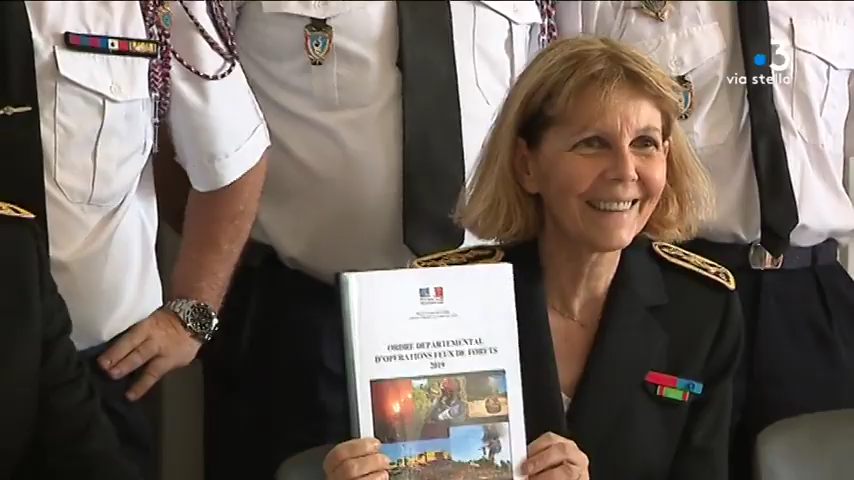 3
via stella
ORDRE DÉPARTEMENTAL
D'OPÉRATIONS FEUX DE FORÊTS
2019